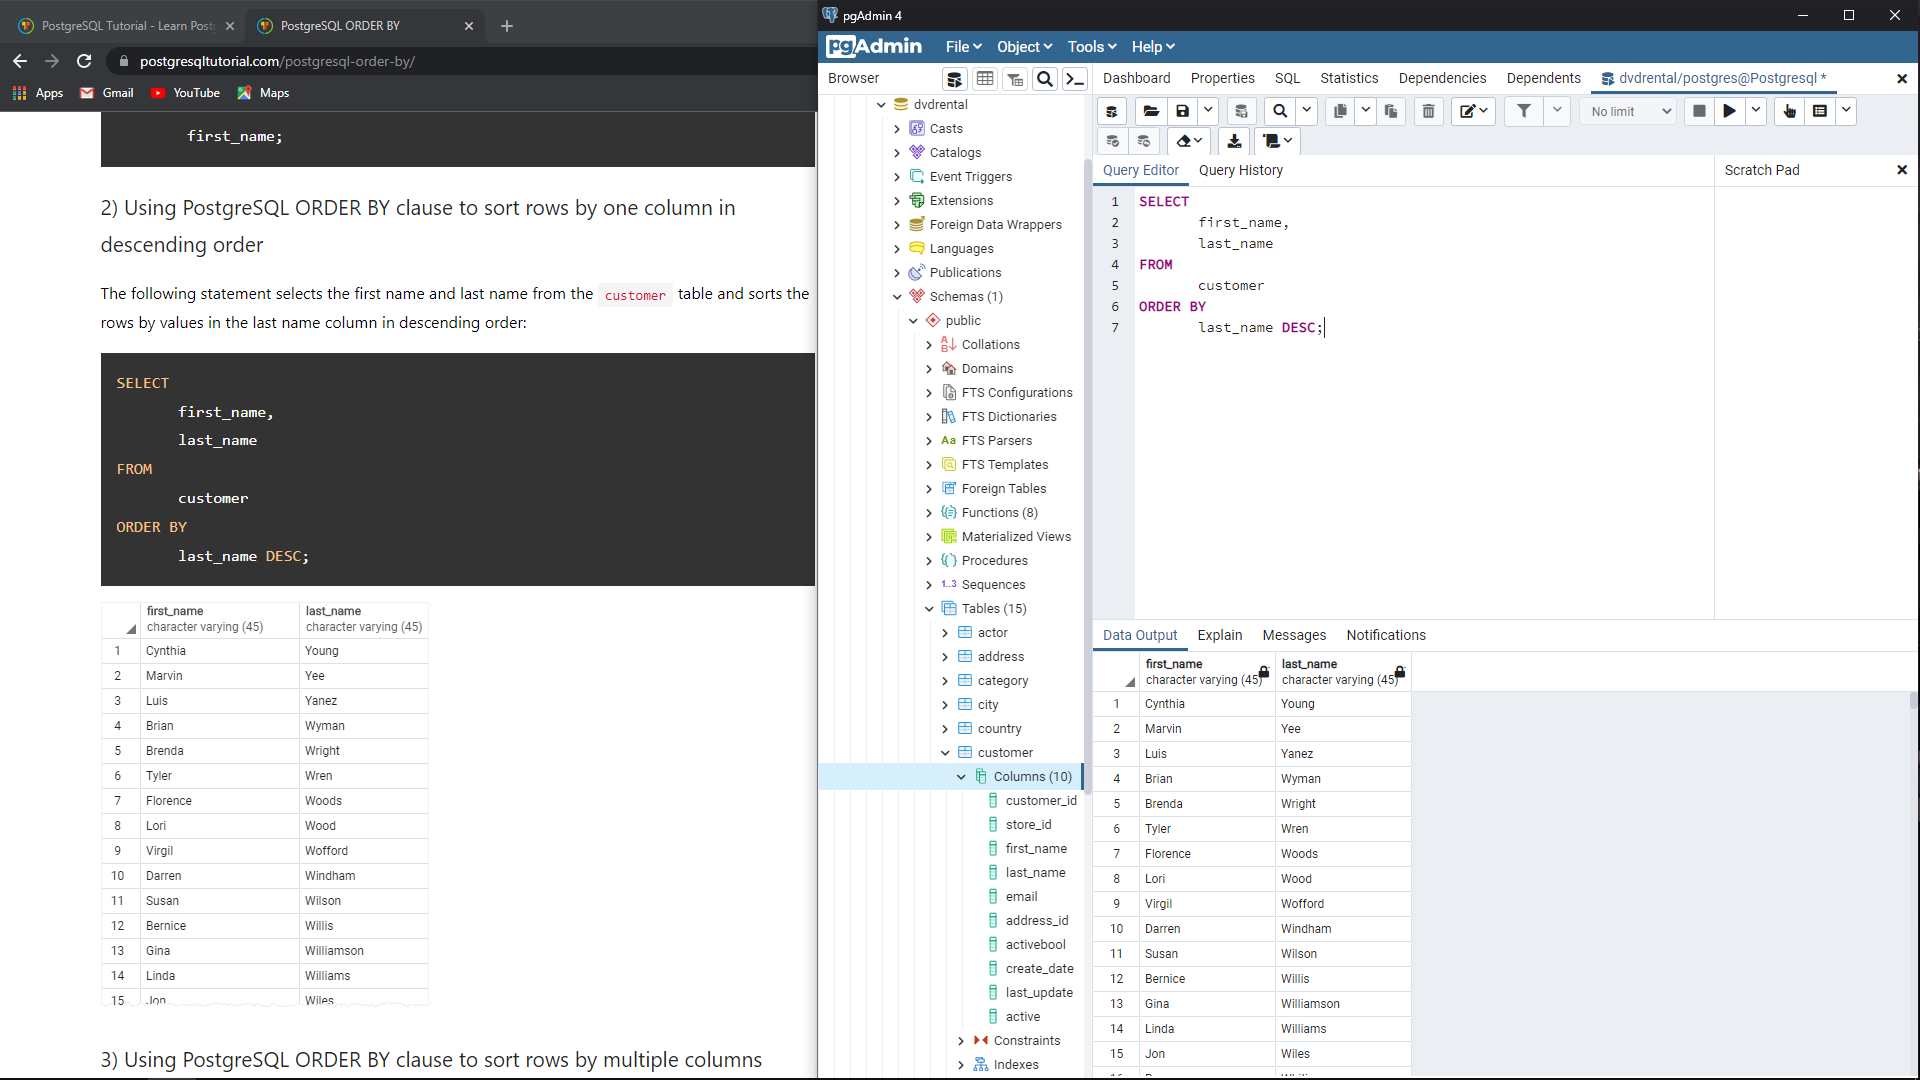 PostgreSQL Tutorial - Learn Post
PostgreSQL ORDER BY
postgresqltutorial.com/postgresql-order-by/
Apps
Gmail
YouTube
Maps
first_name;
2) Using PostgreSQL ORDER BY clause to sort rows by one column in
descending order
The following statement selects the first name and last name from the customer table and sorts the
rows by values in the last name column in descending order:
SELECT
first_name,
last_name
FROM
customer
ORDER BY
last_name DESC;
first_name last_name
character varying (45) character varying (45)
1 Cynthia Young
2 Marvin Yee
3 Luis Yanez
4 Brian Wyman
5 Brenda Wright
6 Tyler Wren
7 Florence Woods
8 Lori Wood
9 Virgil Wofford
10 Darren Windham
11 Susan Wilson
12 Bernice Willis
13 Gina Williamson
14 Linda Williams
15 Jon Wiles
3) Using PostgreSQL ORDER BY clause to sort rows by multiple columns
pgAdmin 4
pgAdmin
File Object Tools Help
Browser
dvdrental
Casts
Catalogs
Event Triggers
Extensions
Foreign Data Wrappers
Languages
Publications
Schemas (1)
public
Collations
Domains
FTS Configurations
FTS Dictionaries
Aa FTS Parsers
FTS Templates
Foreign Tables
Functions (8)
Materialized Views
Procedures
1..3 Sequences
Tables (15)
actor
address
category
city
country
customer
Columns (10)
customer_id
store_id
first_name
last_name
email
address_id
activebool
create_date
last_update
active
Constraints
Indexes
Dashboard Properties SQL Statistics Dependencies Dependents dvdrental/postgres@Postgresql *
No limit
Query Editor Query History
Scratch Pad
1 SELECT
2 first_name,
3 last_name
4 FROM
5 customer
6 ORDER BY
7 last_name DESC;
Data Output Explain Messages Notifications
first_name last_name
character varying (45) character varying (45)
1 Cynthia Young
2 Marvin Yee
3 Luis Yanez
4 Brian Wyman
5 Brenda Wright
6 Tyler Wren
7 Florence Woods
8 Lori Wood
9 Virgil Wofford
10 Darren Windham
11 Susan Wilson
12 Bernice Willis
13 Gina Williamson
14 Linda Williams
15 Jon Wiles